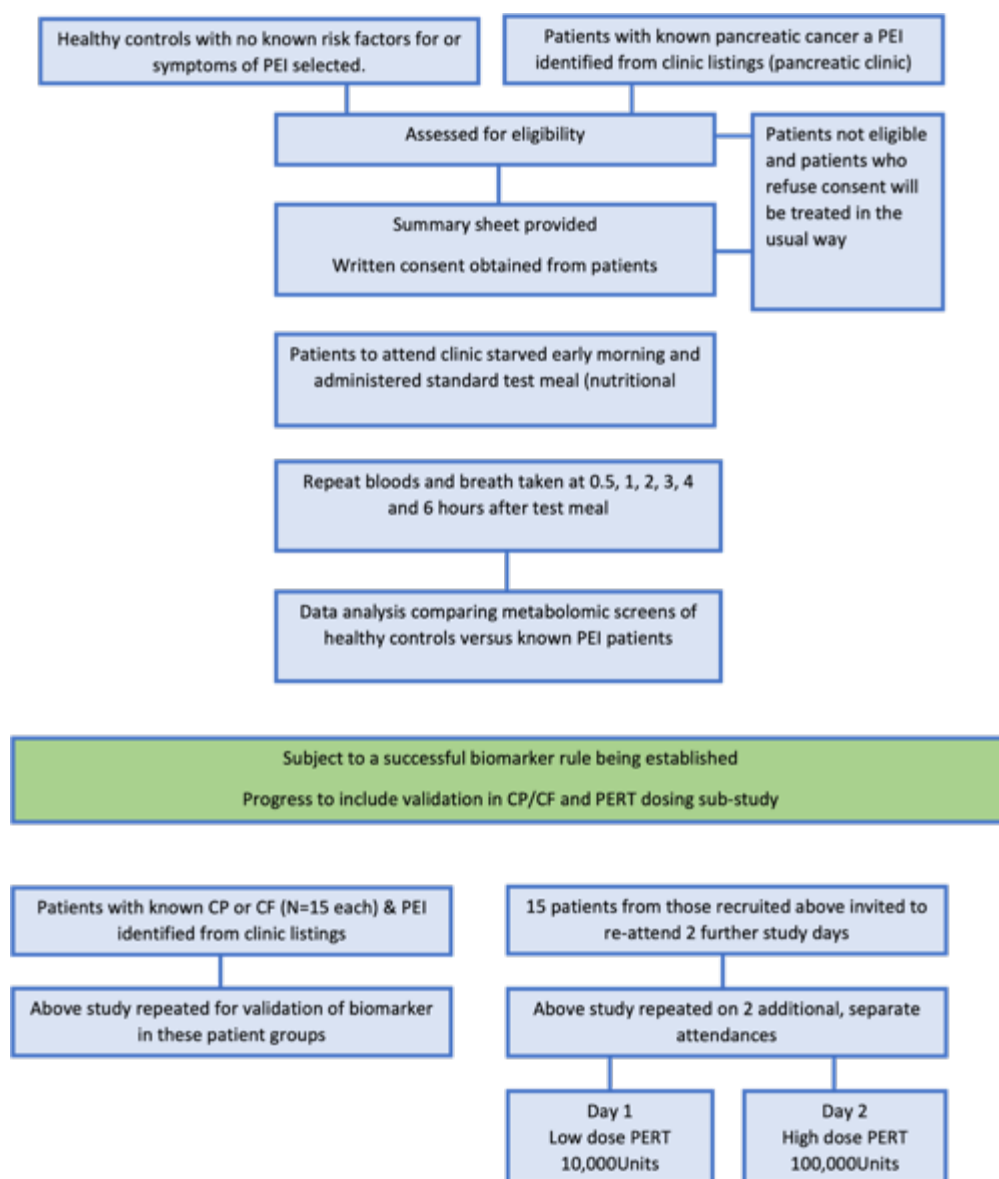 Healthy controls with no known risk factors for or
symptoms of PEI selected.
Patients with known pancreatic cancer a PEI
identified from clinic listings (pancreatic clinic)
Assessed for eligibility
Patients not eligible
and patients who
refuse consent will
be treated in the
usual way
Summary sheet provided
Written consent obtained from patients
Patients to attend clinic starved early morning and
administered standard test meal (nutritional
Repeat bloods and breath taken at 0.5, 1, 2, 3, 4
and 6 hours after test meal
Data analysis comparing metabolomic screens of
healthy controls versus known PEI patients
Subject to a successful biomarker rule being established
Progress to include validation in CP/CF and PERT dosing sub-study
Patients with known CP or CF (N=15 each) & PEI
identified from clinic listings
Above study repeated for validation of biomarker
in these patient groups
15 patients from those recruited above invited to
re-attend 2 further study days
Above study repeated on 2 additional, separate
attendances
Day 1
Low dose PERT
10,000Units
Day 2
High dose PERT
100,000Units